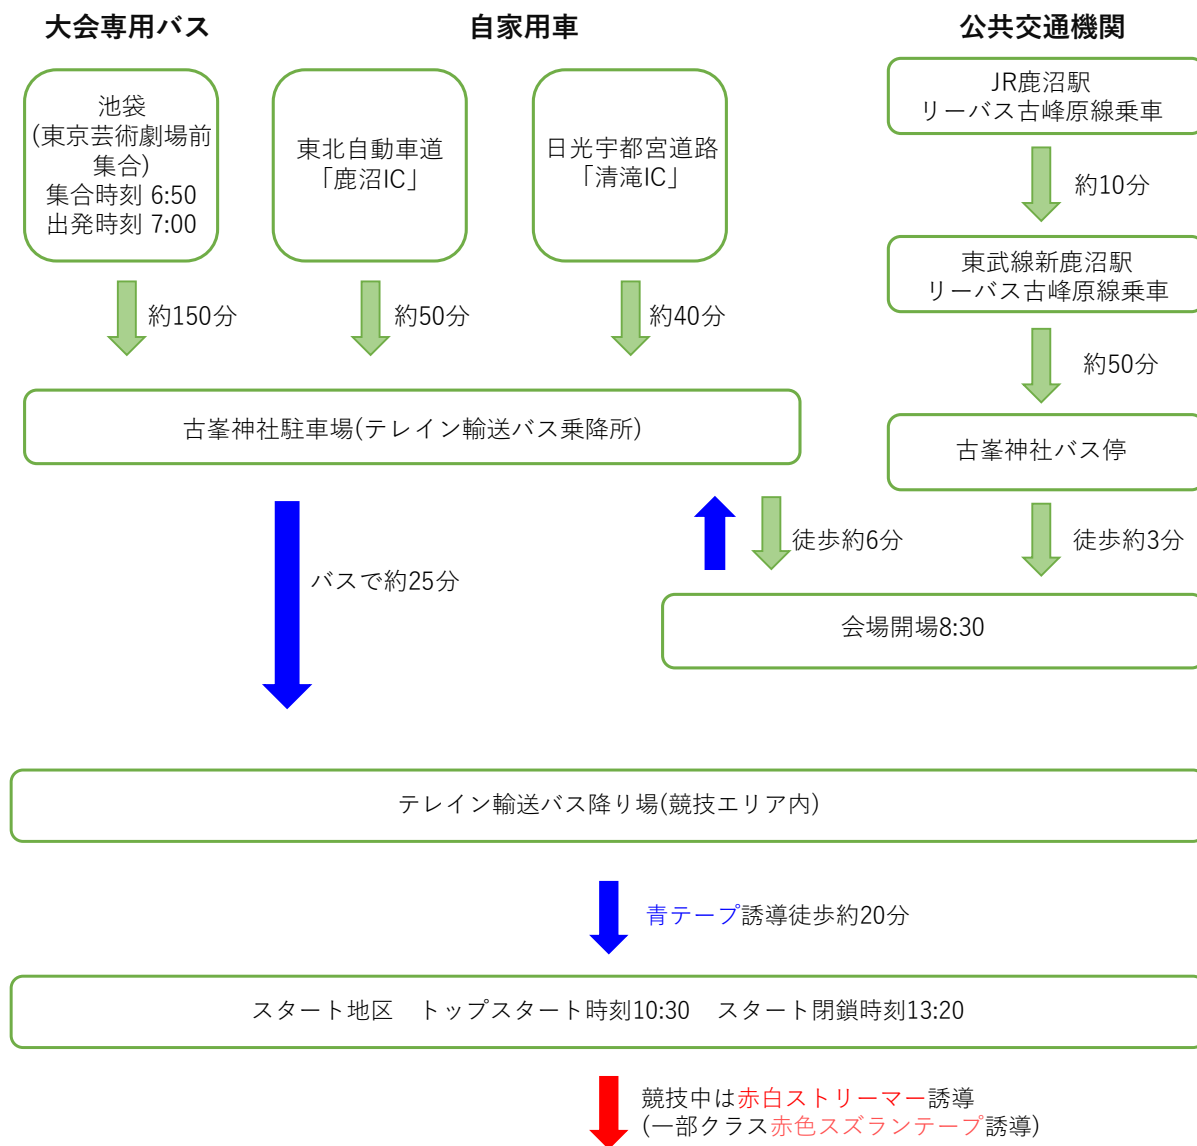 大会専用バス
自家用車
公共交通機関
池袋
(東京芸術劇場前
集合)
集合時刻 6:50
出発時刻 7:00
東北自動車道
「鹿沼IC」
日光宇都宮道路
「清滝IC」
JR鹿沼駅
リーバス古峰原線乗車
約10分
東武線新鹿沼駅
リーバス古峰原線乗車
約150分
約50分
約40分
約50分
古峯神社駐車場(テレイン輸送バス乗降所)
古峯神社バス停
徒歩約6分
徒歩約3分
バスで約25分
会場開場8:30
テレイン輸送バス降り場(競技エリア内)
青テープ誘導徒歩約20分
スタート地区　トップスタート時刻10:30　スタート閉鎖時刻13:20
競技中は赤白ストリーマー誘導
(一部クラス赤色スズランテープ誘導)